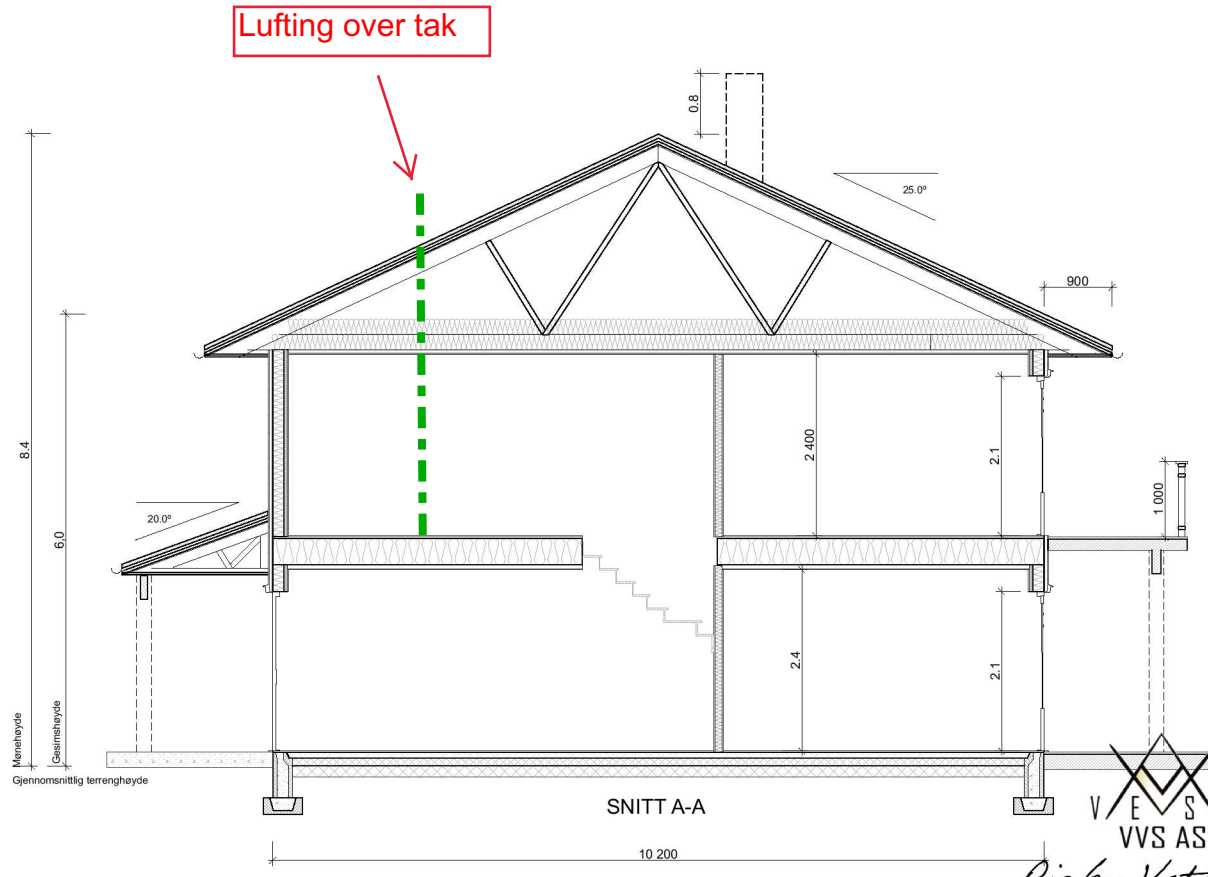 Lufting over tak
0.8
25.0º
900
8.4
6.0
2 400
2.1
1 000
20.0º
2.4
2.1
Mønehøyde
Gesimshøyde
Gjennomsnittlig terrenghøyde
SNITT A-A
V E S
VVS AS
10 200